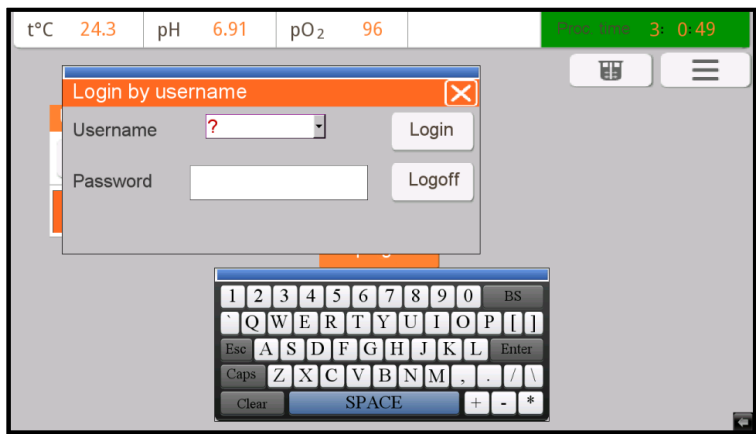 t°C 24.3 pH 6.91 pO2 96 Proc. time 3: 0:49
Login by username
Username ? Login
Password Logoff
1 2 3 4 5 6 7 8 9 0 BS
` Q W E R T Y U I O P [ ]
Esc A S D F G H J K L Enter
Caps Z X C V B N M , . / \
Clear SPACE + - *